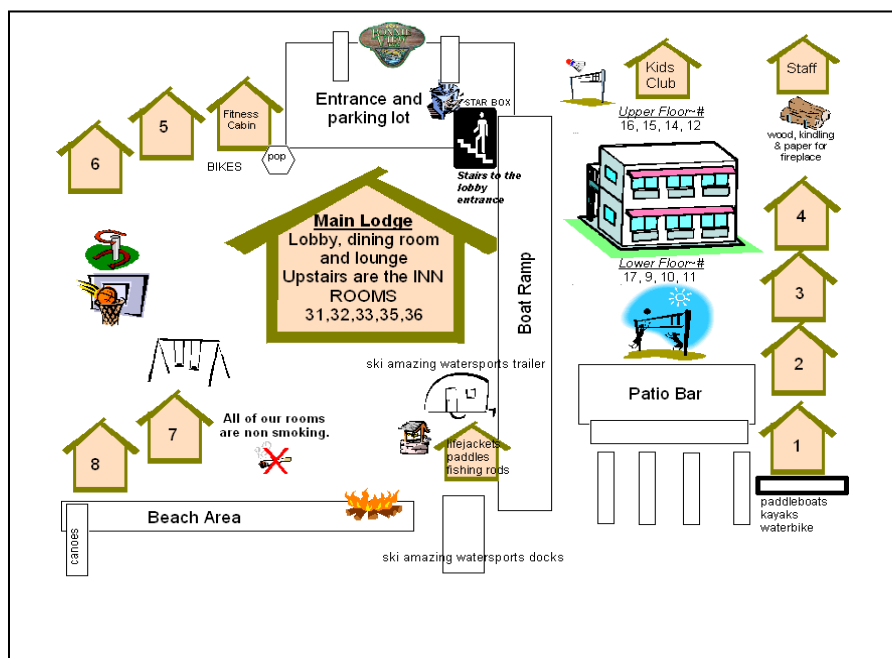 BONNIE
VIEW
Entrance and
parking lot
STAR BOX
Stairs to the
lobby
entrance
Kids
Club
Staff
wood, kindling
& paper for
fireplace
Upper Floor~#
16, 15, 14, 12
Lower Floor~#
17, 9, 10, 11
6
5
Fitness
Cabin
BIKES
pop
Main Lodge
Lobby, dining room
and lounge
Upstairs are the INN
ROOMS
31,32,33,35,36
Boat Ramp
4
3
2
1
Patio Bar
paddleboats
kayaks
waterbike
ski amazing watersports trailer
lifejackets
paddles
fishing rods
8
7
All of our rooms
are non smoking.
Beach Area
canoes
ski amazing watersports docks